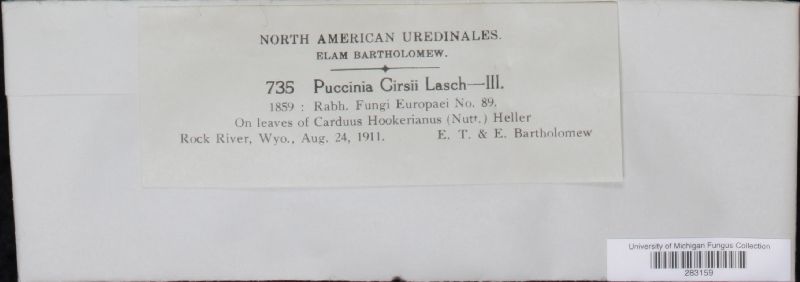 NORTH AMERICAN UREDINALES.
ELAM BARTHOLOMEW.
735 Puccinia Cirsii Lasch—III.
1859 : Rabh. Fungi Europaei No. 89.
On leaves of Carduus Hookerianus (Nutt.) Heller
Rock River, Wyo., Aug. 24, 1911. E. T. & E. Bartholomew
University of Michigan Fungus Collection
283159